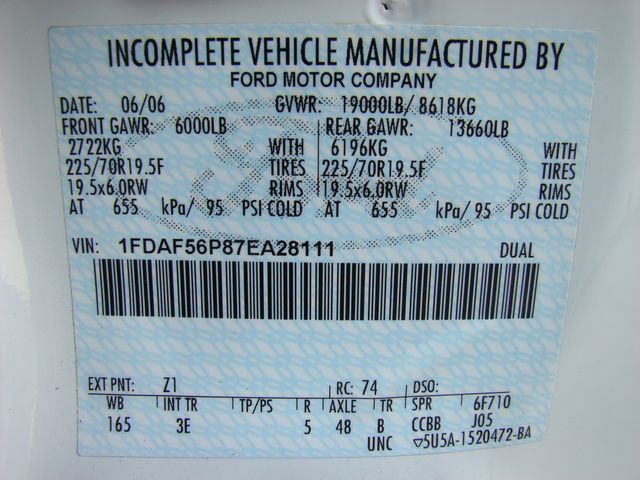 INCOMPLETE VEHICLE MANUFACTURED BY
FORD MOTOR COMPANY
DATE: 06/06 GVWR: 19000LB/ 8618KG
FRONT GAWR: 6000LB REAR GAWR: 13660LB
2722KG WITH 6196KG WITH
225/70R19.5F TIRES 225/70R19.5F TIRES
19.5x6.0RW RIMS 19.5x6.0RW RIMS
AT 655 kPa/ 95 PSI COLD AT 655 kPa/ 95 PSI COLD
VIN: 1FDAF56P87EA28111 DUAL
EXT PNT: Z1 RC: 74 DSO:
WB INT TR TP/PS R AXLE TR SPR 6F710
165 3E 5 48 B CCBB J05
UNC ▽5U5A-1520472-BA